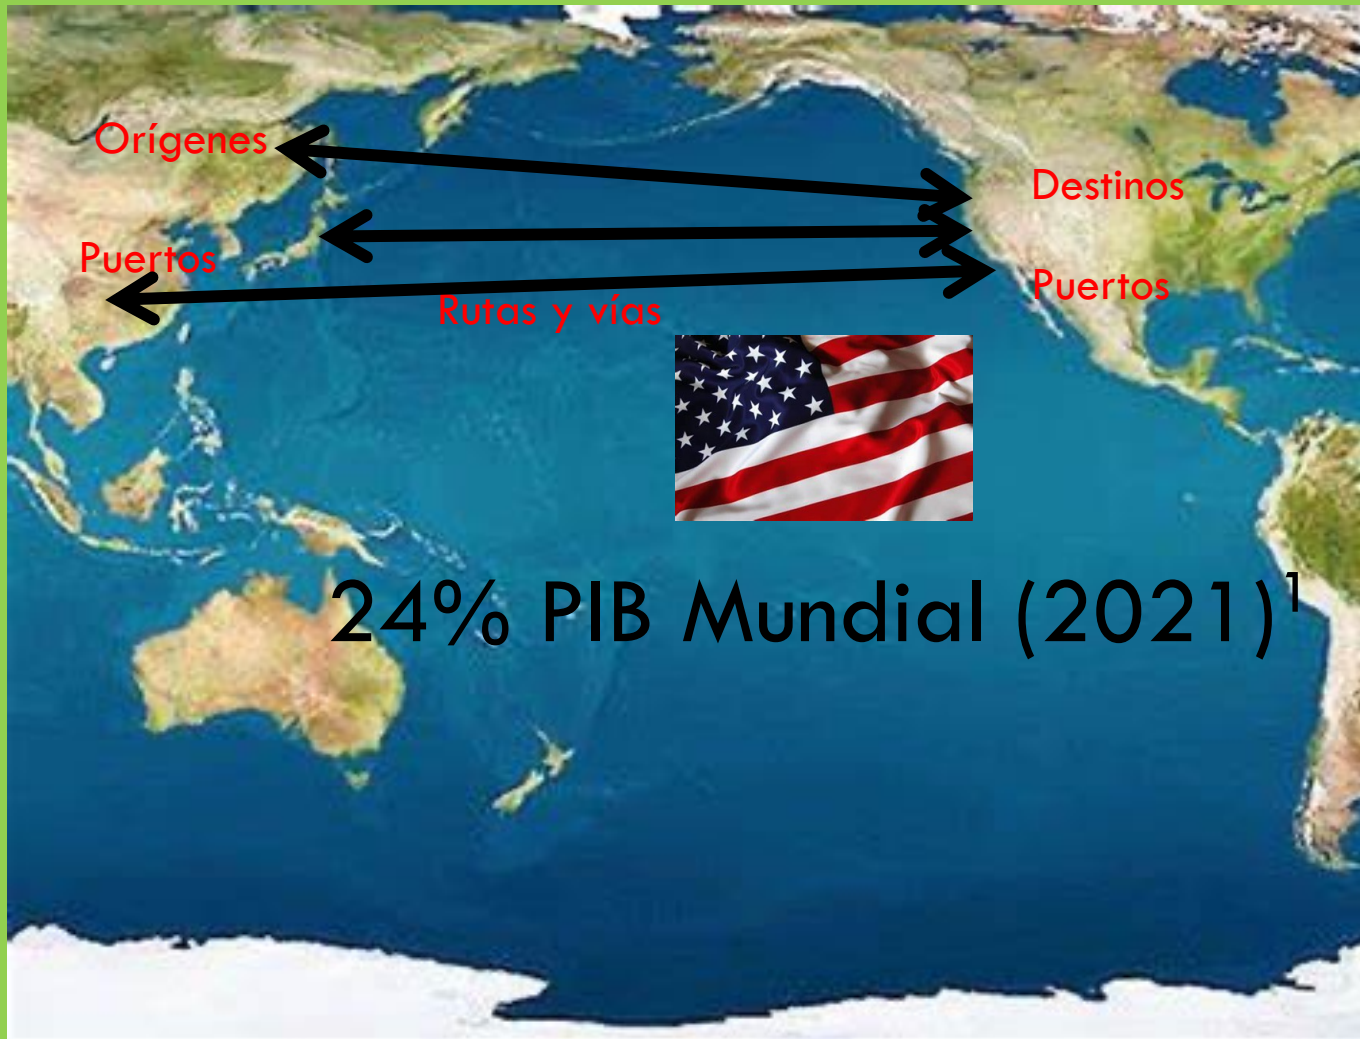 Orígenes
Destinos
Puertos
Puertos
Rutas y vías
24% PIB Mundial (2021)¹